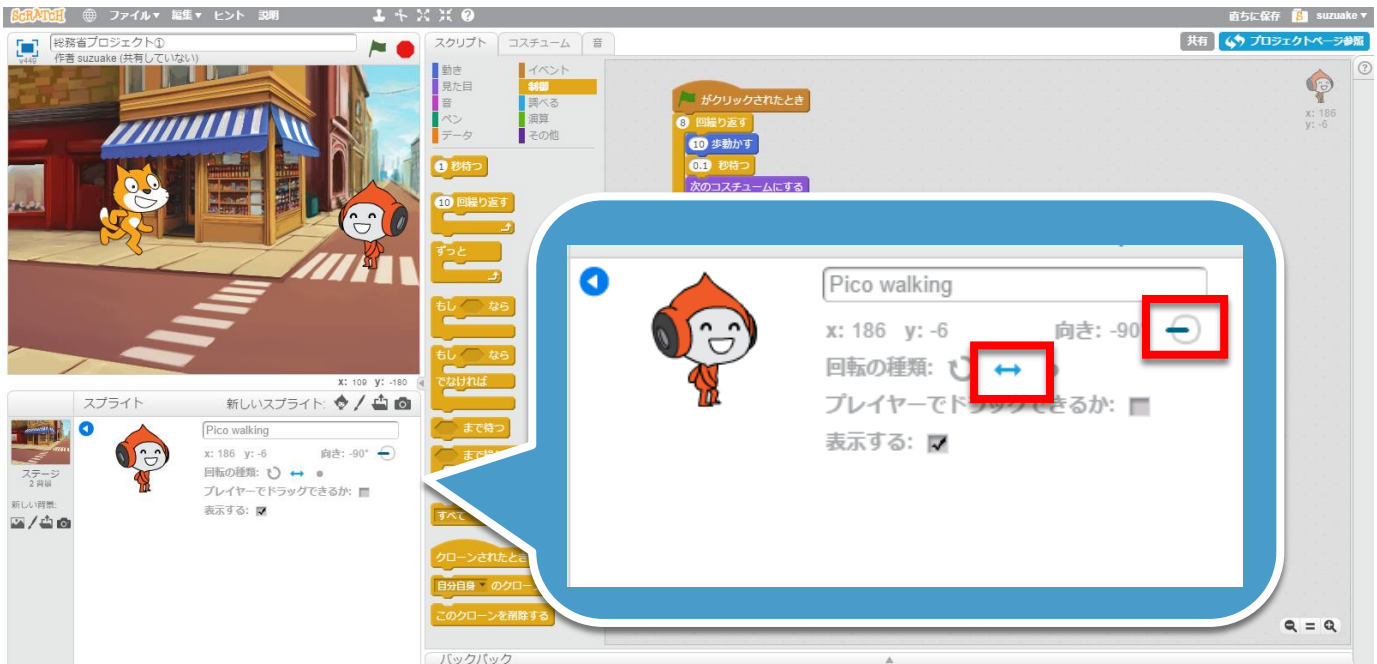 SCRATCH ファイル▼ 編集▼ ヒント 説明 直ちに保存 suzuake▼
v449 総務省プロジェクト①
作者 suzuake (共有していない)
スクリプト コスチューム 音
共有 プロジェクトページ参照
動き イベント
見た目 制御
音 調べる
ペン 演算
データ その他
1 秒待つ
10 回繰り返す
ずっと
もし なら
もし なら
でなければ
まで待つ
すべて
クローンされたとき
自分自身▼ のクロー
このクローンを削除する
がクリックされたとき
8 回繰り返す
10 歩動かす
0.1 秒待つ
次のコスチュームにする
x: 186
y: -6
x: 109 y: -180
スプライト 新しいスプライト:
ステージ
2 背景
新しい背景:
Pico walking
x: 186 y: -6 向き: -90°
回転の種類:
プレイヤーでドラッグできるか:
表示する:
Pico walking
x: 186 y: -6 向き: -90°
回転の種類:
プレイヤーでドラッグできるか:
表示する:
バックパック